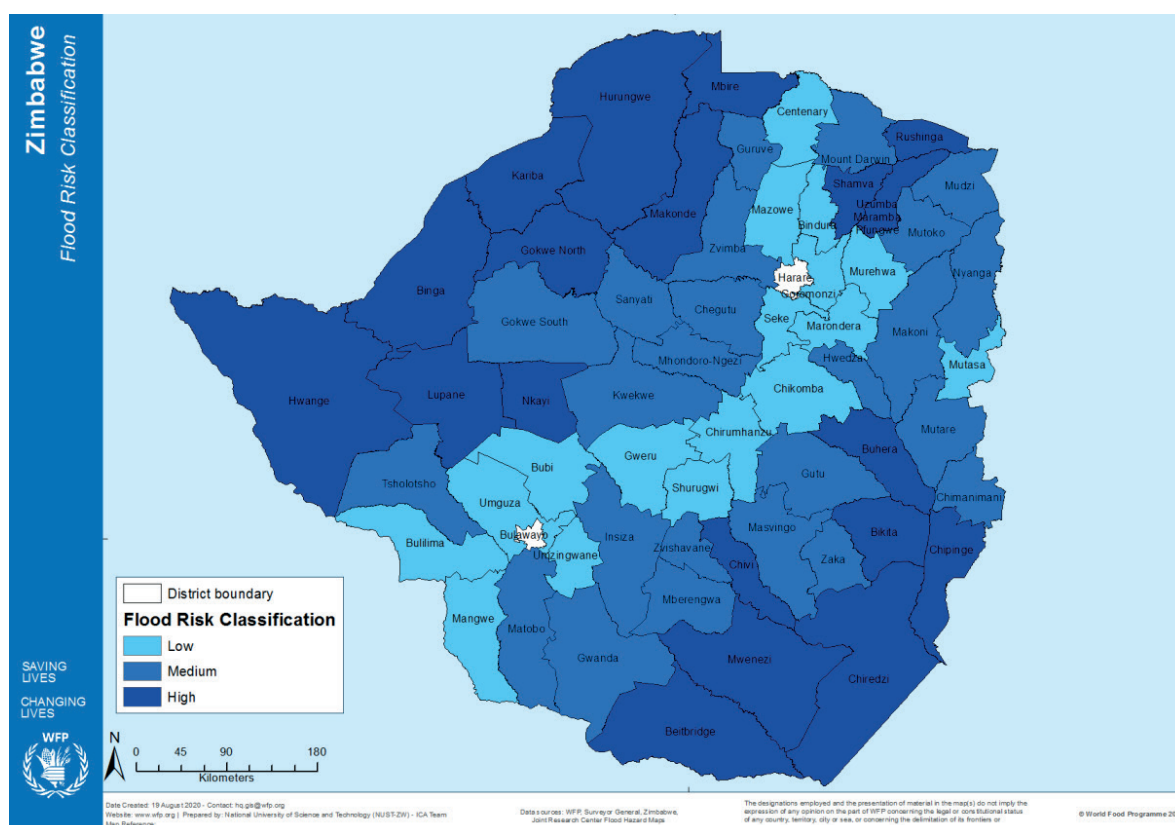 Zimbabwe
Flood Risk Classification
Hurungwe
Mbire
Centenary
Rushinga
Guruve
Mount Darwin
Kariba
Shamva
Mudzi
Makonde
Mazowe
Uzumba
Maramba
Pfungwe
Bindura
Mutoko
Gokwe North
Zvimba
Harare
Murehwa
Nyanga
Goromonzi
Binga
Sanyati
Chegutu
Gokwe South
Seke
Marondera
Makoni
Mhondoro-Ngezi
Hwedza
Mutasa
Hwange
Lupane
Nkayi
Kwekwe
Chikomba
Mutare
Chirumhanzu
Buhera
Bubi
Gweru
Gutu
Tsholotsho
Shurugwi
Chimanimani
Umguza
Masvingo
Bikita
Bulilima
Bulawayo
Insiza
Zvishavane
Chipinge
Umzingwane
Chivi
Zaka
Mberengwa
Mangwe
Matobo
Gwanda
Mwenezi
Chiredzi
Beitbridge
District boundary
Flood Risk Classification
Low
Medium
High
SAVING
LIVES
CHANGING
LIVES
WFP
N
0 45 90 180
Kilometers
Date Created: 19 August 2020 - Contact: hq.gis@wfp.org
Website: www.wfp.org | Prepared by: National University of Science and Technology (NUST-ZW) - ICA Team
Map Reference:
Data sources: WFP, Surveyor General, Zimbabwe,
Joint Research Center Flood Hazard Maps
The designations employed and the presentation of material in the map(s) do not imply the
expression of any opinion on the part of WFP concerning the legal or constitutional status
of any country, territory, city or sea, or concerning the delimitation of its frontiers or
© World Food Programme 20